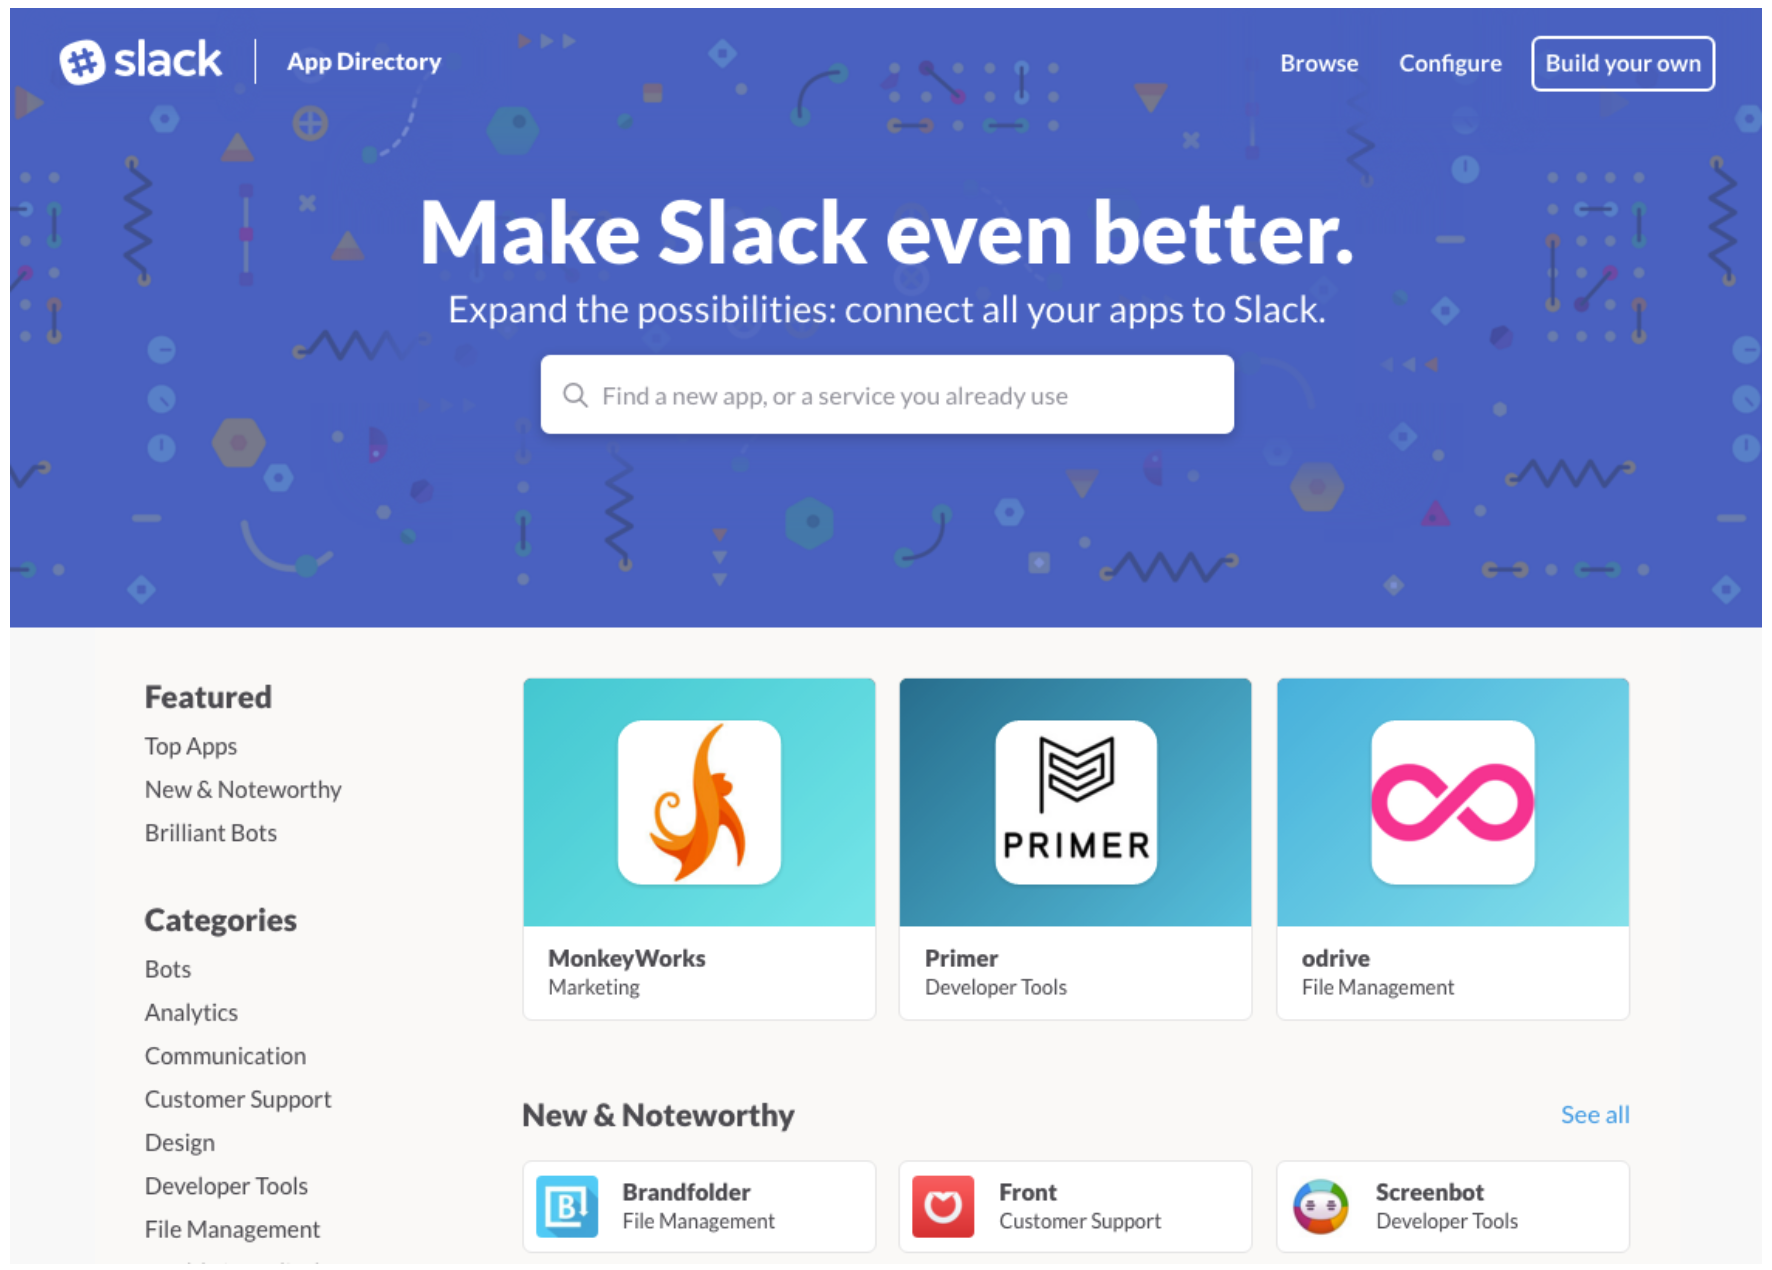 slack
App Directory
Browse
Configure
Build your own
Make Slack even better.
Expand the possibilities: connect all your apps to Slack.
Find a new app, or a service you already use
Featured
Top Apps
New & Noteworthy
Brilliant Bots
Categories
Bots
Analytics
Communication
Customer Support
Design
Developer Tools
File Management
PRIMER
MonkeyWorks
Marketing
Primer
Developer Tools
odrive
File Management
New & Noteworthy
See all
B
Brandfolder
File Management
Front
Customer Support
Screenbot
Developer Tools